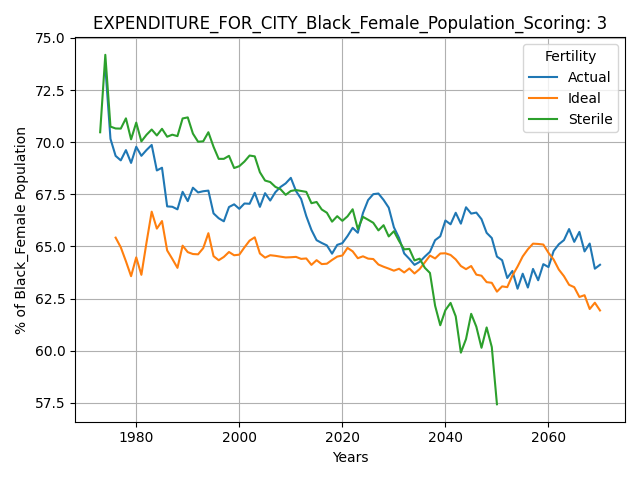 EXPENDITURE_FOR_CITY_Black_Female_Population_Scoring: 3
75.0
72.5
70.0
67.5
65.0
62.5
60.0
57.5
% of Black_Female Population
Fertility
Actual
Ideal
Sterile
1980 2000 2020 2040 2060
Years